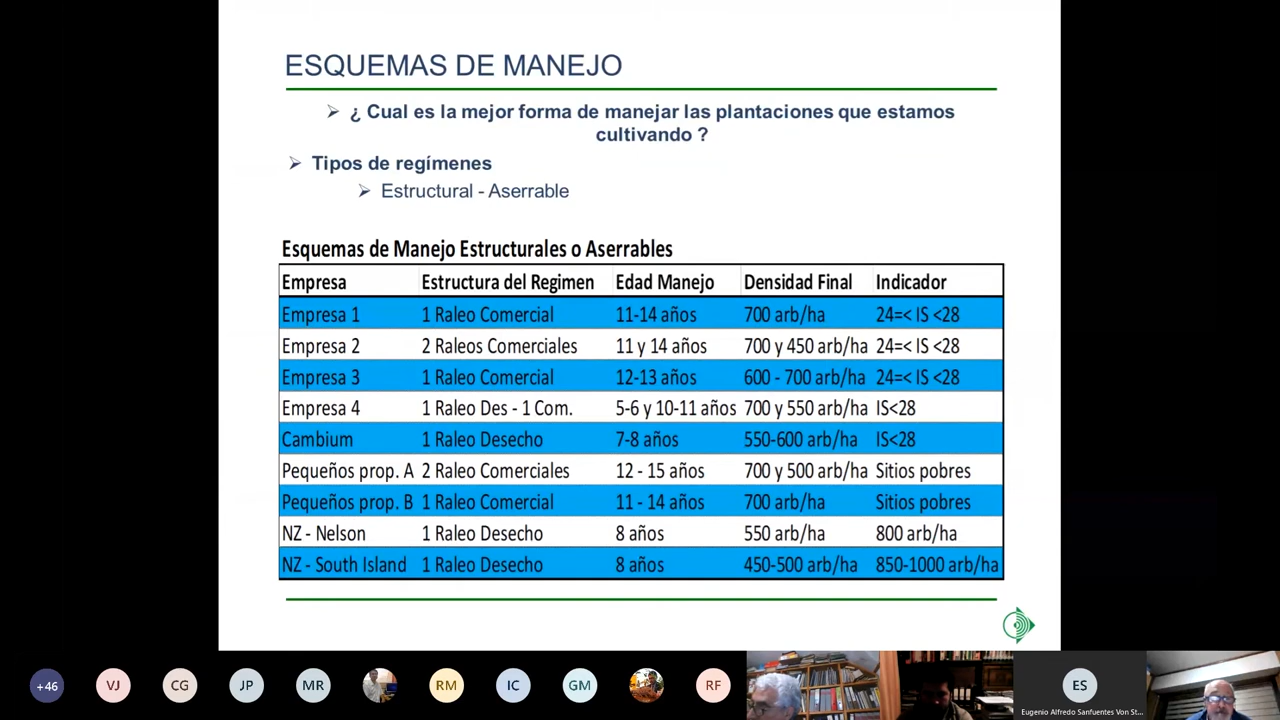 ESQUEMAS DE MANEJO
¿ Cual es la mejor forma de manejar las plantaciones que estamos
cultivando ?
Tipos de regímenes
Estructural - Aserrable
Esquemas de Manejo Estructurales o Aserrables
Empresa Estructura del Regimen Edad Manejo Densidad Final Indicador
Empresa 1 1 Raleo Comercial 11-14 años 700 arb/ha 24=< IS <28
Empresa 2 2 Raleos Comerciales 11 y 14 años 700 y 450 arb/ha 24=< IS <28
Empresa 3 1 Raleo Comercial 12-13 años 600 - 700 arb/ha 24=< IS <28
Empresa 4 1 Raleo Des - 1 Com. 5-6 y 10-11 años 700 y 550 arb/ha IS<28
Cambium 1 Raleo Desecho 7-8 años 550-600 arb/ha IS<28
Pequeños prop. A 2 Raleo Comerciales 12 - 15 años 700 y 500 arb/ha Sitios pobres
Pequeños prop. B 1 Raleo Comercial 11 - 14 años 700 arb/ha Sitios pobres
NZ - Nelson 1 Raleo Desecho 8 años 550 arb/ha 800 arb/ha
NZ - South Island 1 Raleo Desecho 8 años 450-500 arb/ha 850-1000 arb/ha
+46 VJ CG JP MR RM IC GM RF ES
Eugenio Alfredo Sanfuentes Von St...